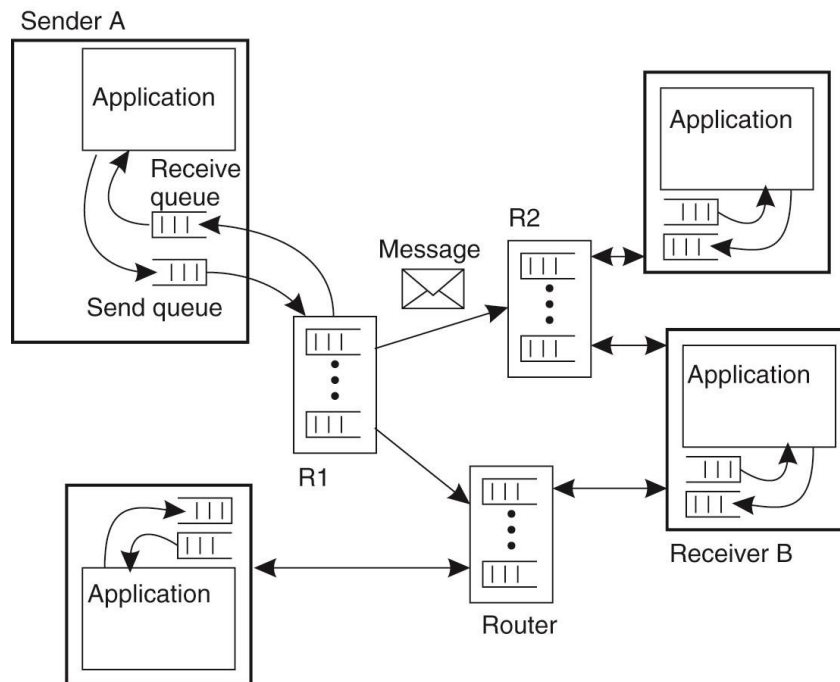 Sender A
Application
Receive
queue
Send queue
R1
Message
R2
Application
Application
Receiver B
Router
Application